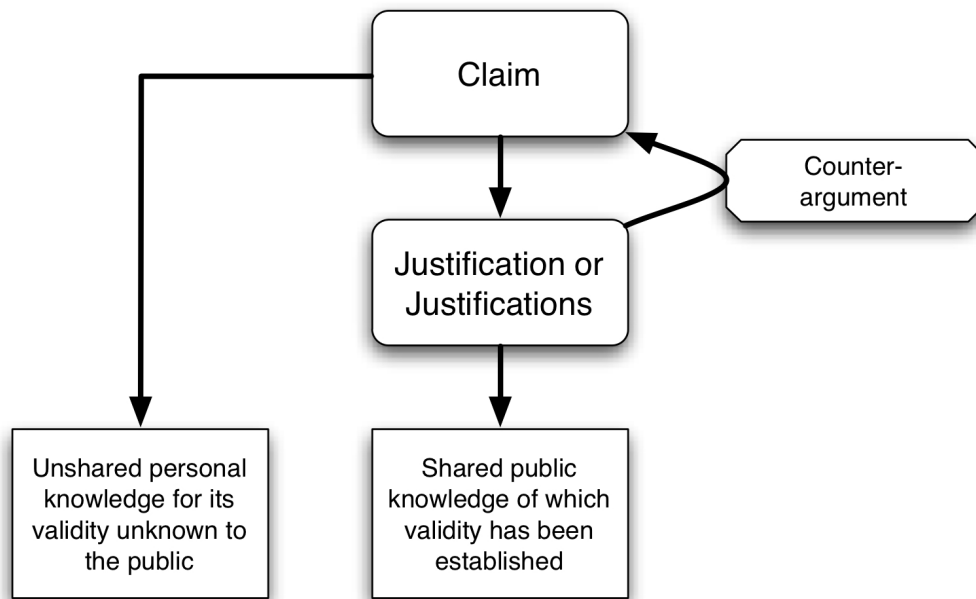 Claim
Counter-
argument
Justification or
Justifications
Unshared personal
knowledge for its
validity unknown to
the public
Shared public
knowledge of which
validity has been
established